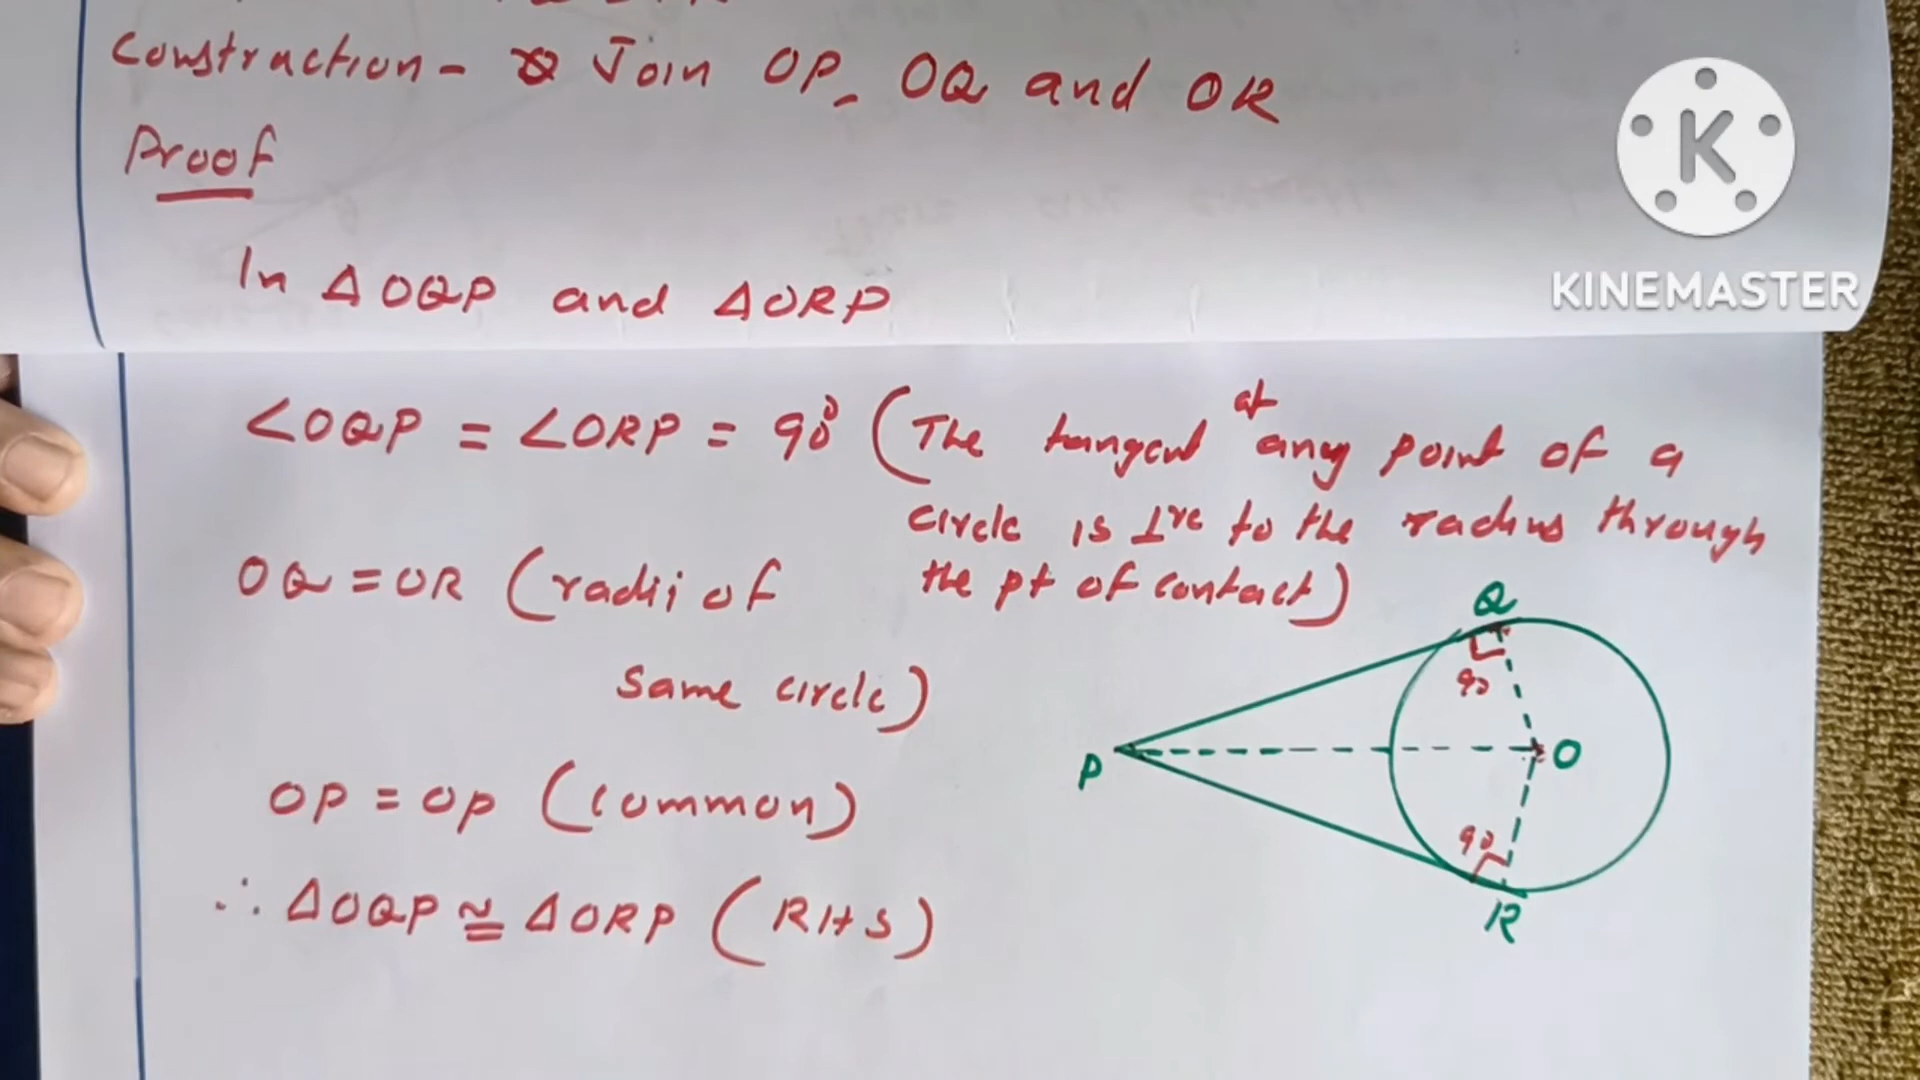 Construction - Join OP, OQ and OR
Proof
In ΔOQP and ΔORP
∠OQP = ∠ORP = 90° (The tangent at any point of a
circle is ⊥re to the radius through
the pt of contact)
OQ = OR (radii of
same circle)
OP = OP (common)
∴ ΔOQP ≅ ΔORP (RHS)
Q
90
P
O
90
R
K
KINEMASTER